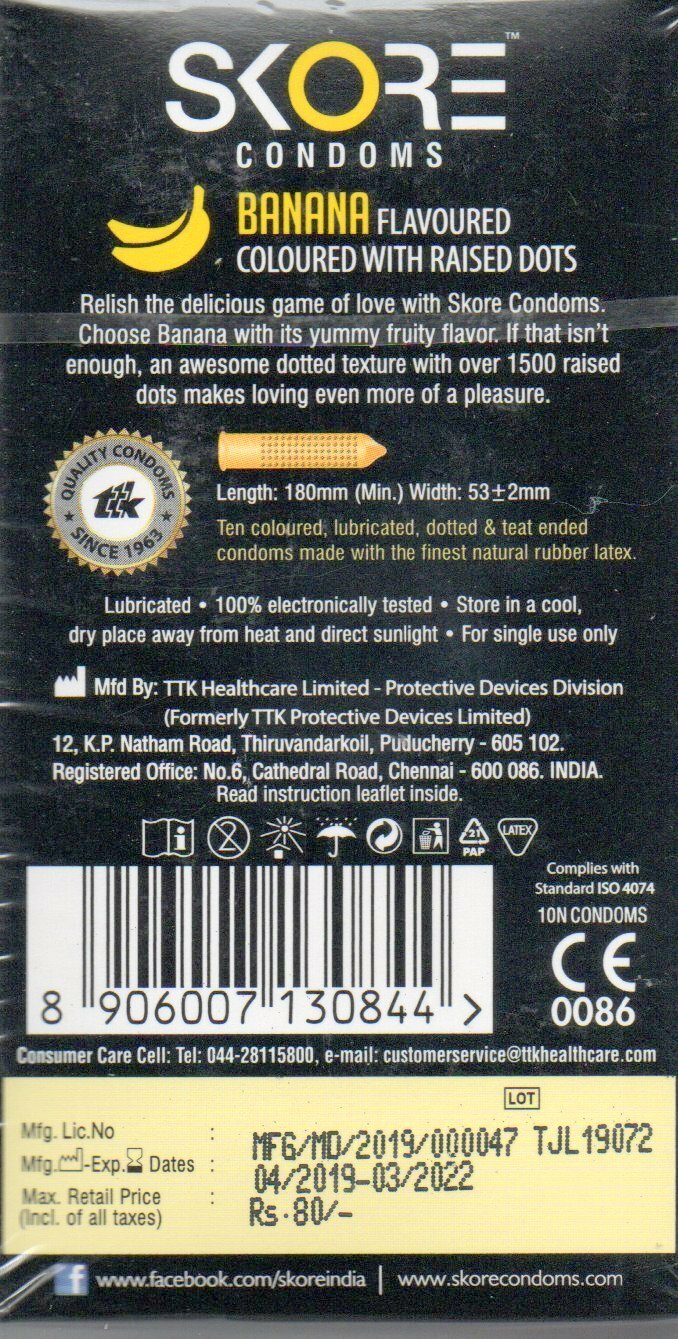 SKORE™
CONDOMS
BANANA FLAVOURED
COLOURED WITH RAISED DOTS
Relish the delicious game of love with Skore Condoms.
Choose Banana with its yummy fruity flavor. If that isn't
enough, an awesome dotted texture with over 1500 raised
dots makes loving even more of a pleasure.
QUALITY CONDOMS
ttk
SINCE 1963
Length: 180mm (Min.) Width: 53±2mm
Ten coloured, lubricated, dotted & teat ended
condoms made with the finest natural rubber latex.
Lubricated • 100% electronically tested • Store in a cool,
dry place away from heat and direct sunlight • For single use only
Mfd By: TTK Healthcare Limited - Protective Devices Division
(Formerly TTK Protective Devices Limited)
12, K.P. Natham Road, Thiruvandarkoil, Puducherry - 605 102.
Registered Office: No.6, Cathedral Road, Chennai - 600 086. INDIA.
Read instruction leaflet inside.
i 2 21 LATEX
PAP
Complies with
Standard ISO 4074
10N CONDOMS
CE
0086
8 906007 130844 >
Consumer Care Cell: Tel: 044-28115800, e-mail: customerservice@ttkhealthcare.com
LOT
Mfg. Lic.No : MFG/MD/2019/000047 TJL19072
Mfg.-Exp. Dates : 04/2019-03/2022
Max. Retail Price : Rs.80/-
(Incl. of all taxes)
f www.facebook.com/skoreindia | www.skorecondoms.com